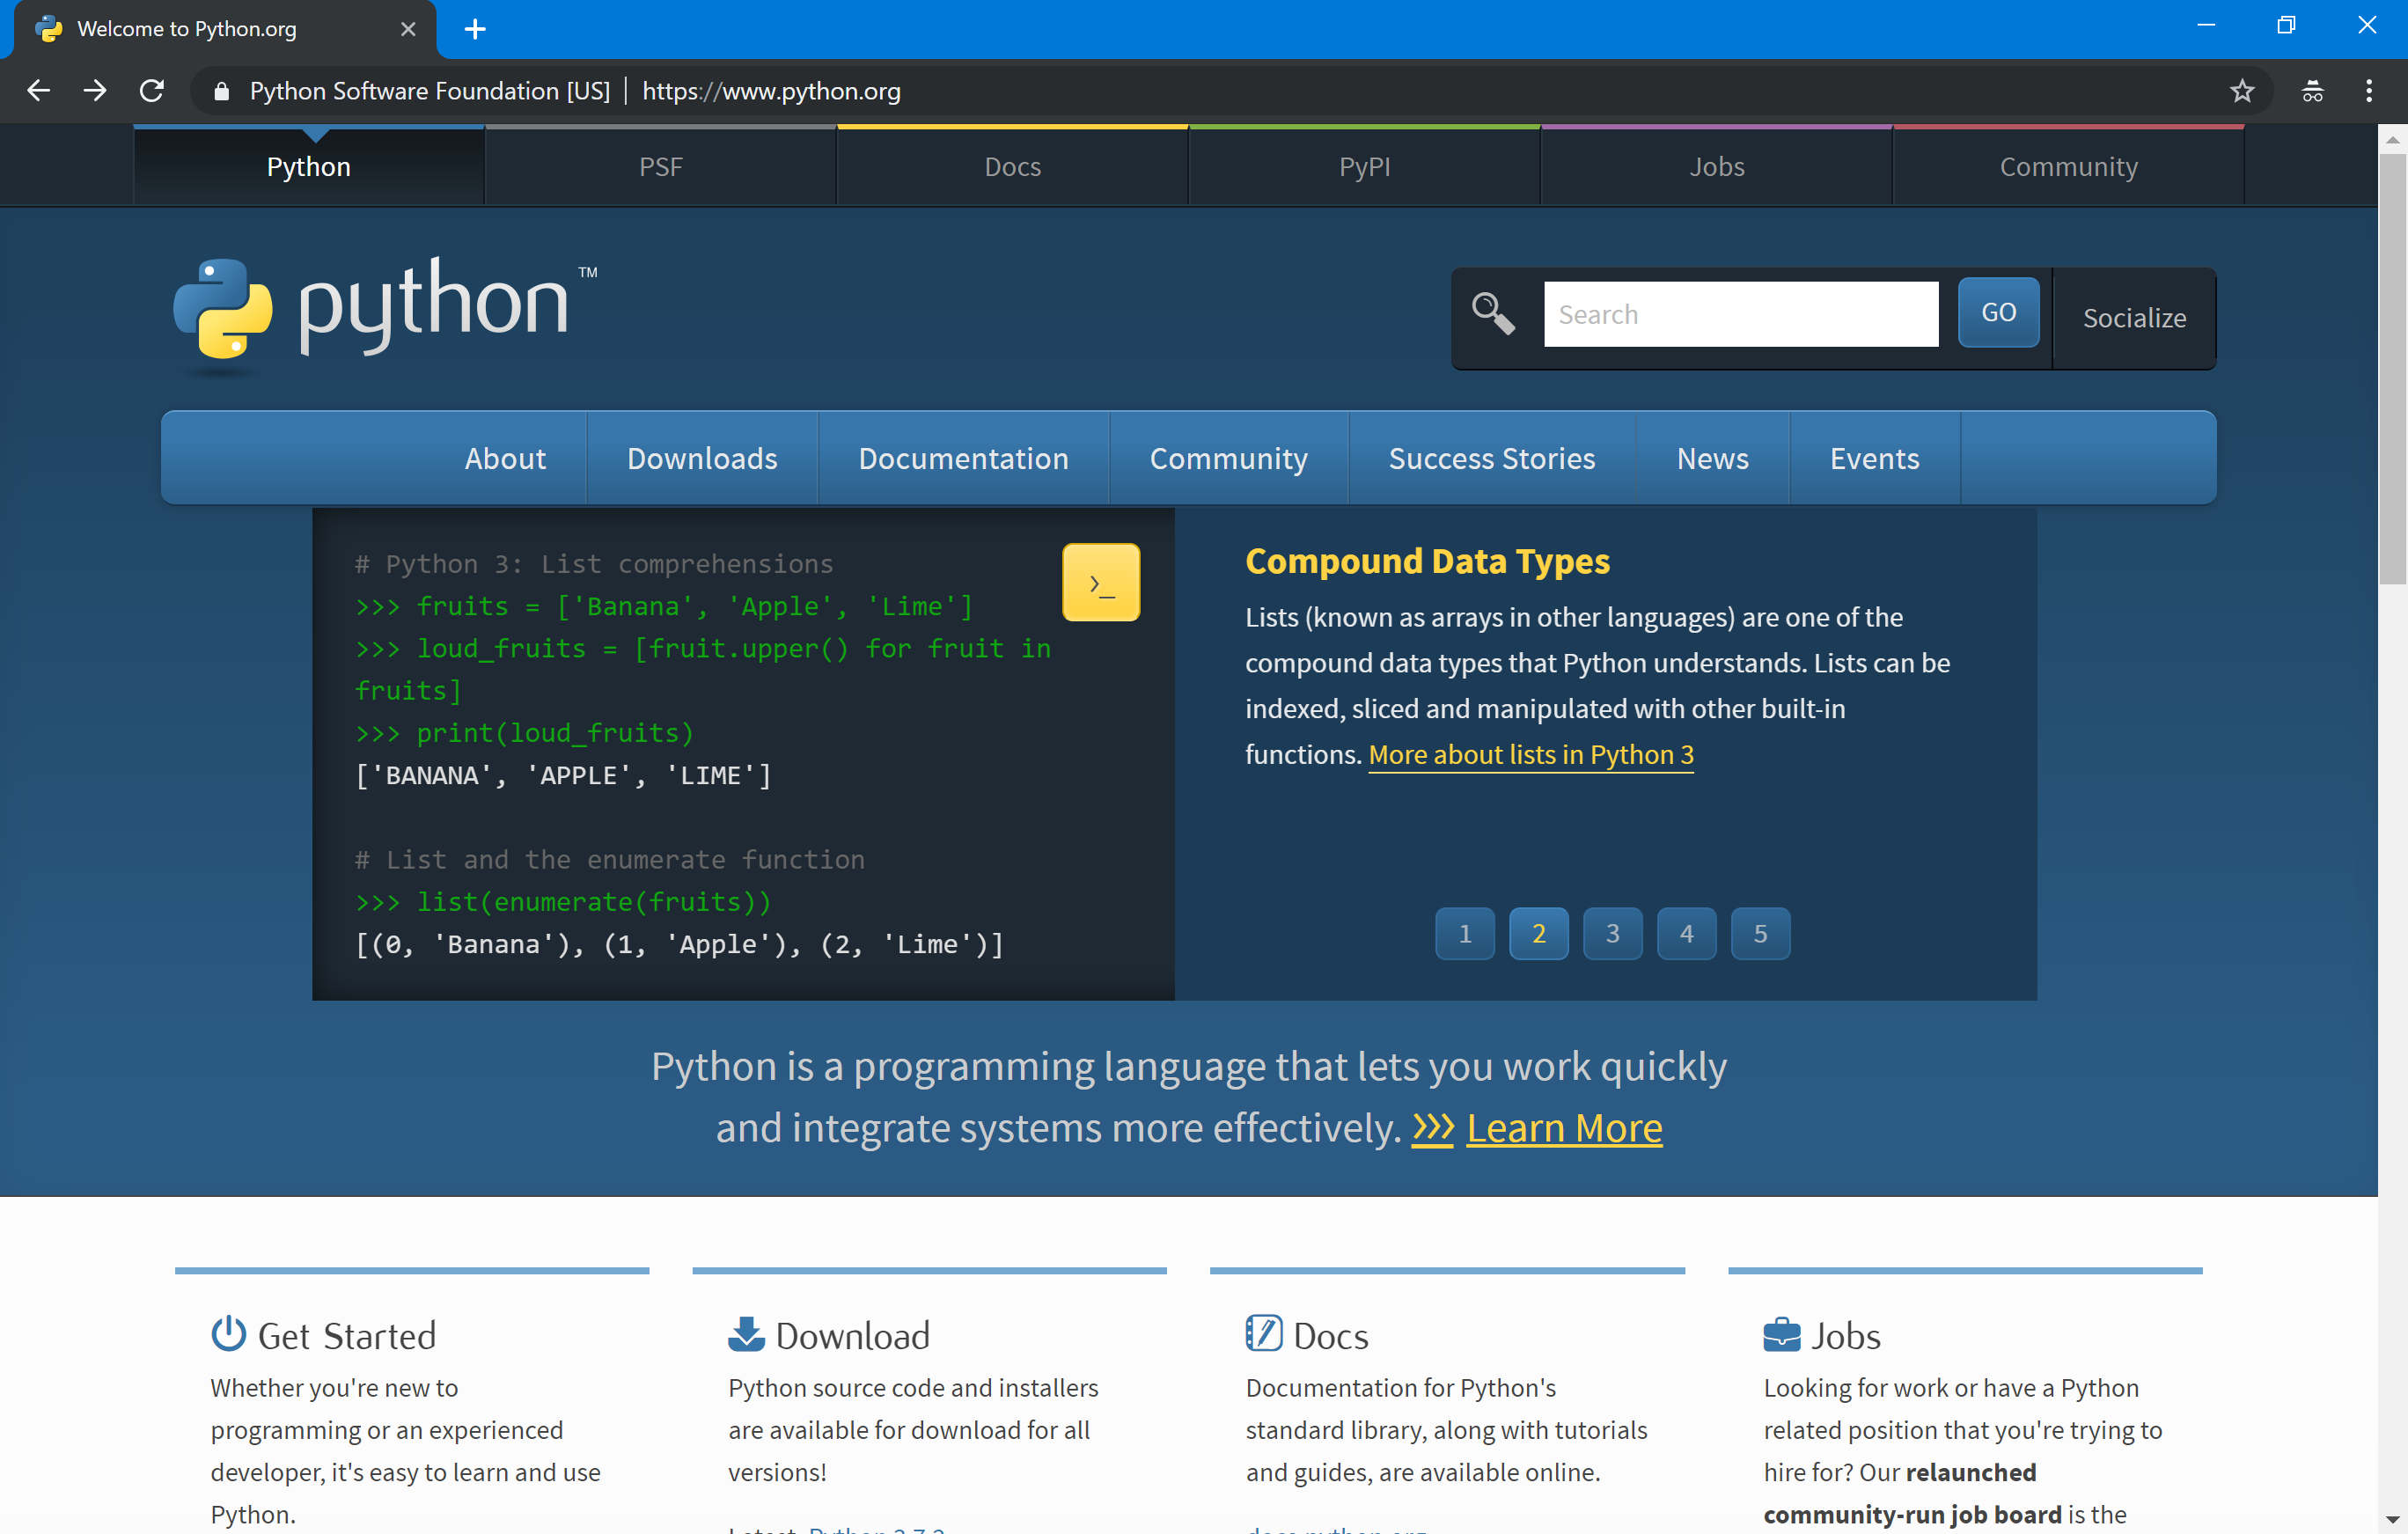 Welcome to Python.org
Python Software Foundation [US] | https://www.python.org
Python
PSF
Docs
PyPI
Jobs
Community
python™
Search
GO
Socialize
About
Downloads
Documentation
Community
Success Stories
News
Events
# Python 3: List comprehensions
>>> fruits = ['Banana', 'Apple', 'Lime']
>>> loud_fruits = [fruit.upper() for fruit in
fruits]
>>> print(loud_fruits)
['BANANA', 'APPLE', 'LIME']
# List and the enumerate function
>>> list(enumerate(fruits))
[(0, 'Banana'), (1, 'Apple'), (2, 'Lime')]
>_
Compound Data Types
Lists (known as arrays in other languages) are one of the
compound data types that Python understands. Lists can be
indexed, sliced and manipulated with other built-in
functions. More about lists in Python 3
1
2
3
4
5
Python is a programming language that lets you work quickly
and integrate systems more effectively. >>> Learn More
Get Started
Whether you're new to
programming or an experienced
developer, it's easy to learn and use
Python.
Download
Python source code and installers
are available for download for all
versions!
Latest: Python 3.7.2
Docs
Documentation for Python's
standard library, along with tutorials
and guides, are available online.
docs.python.org
Jobs
Looking for work or have a Python
related position that you're trying to
hire for? Our relaunched
community-run job board is the